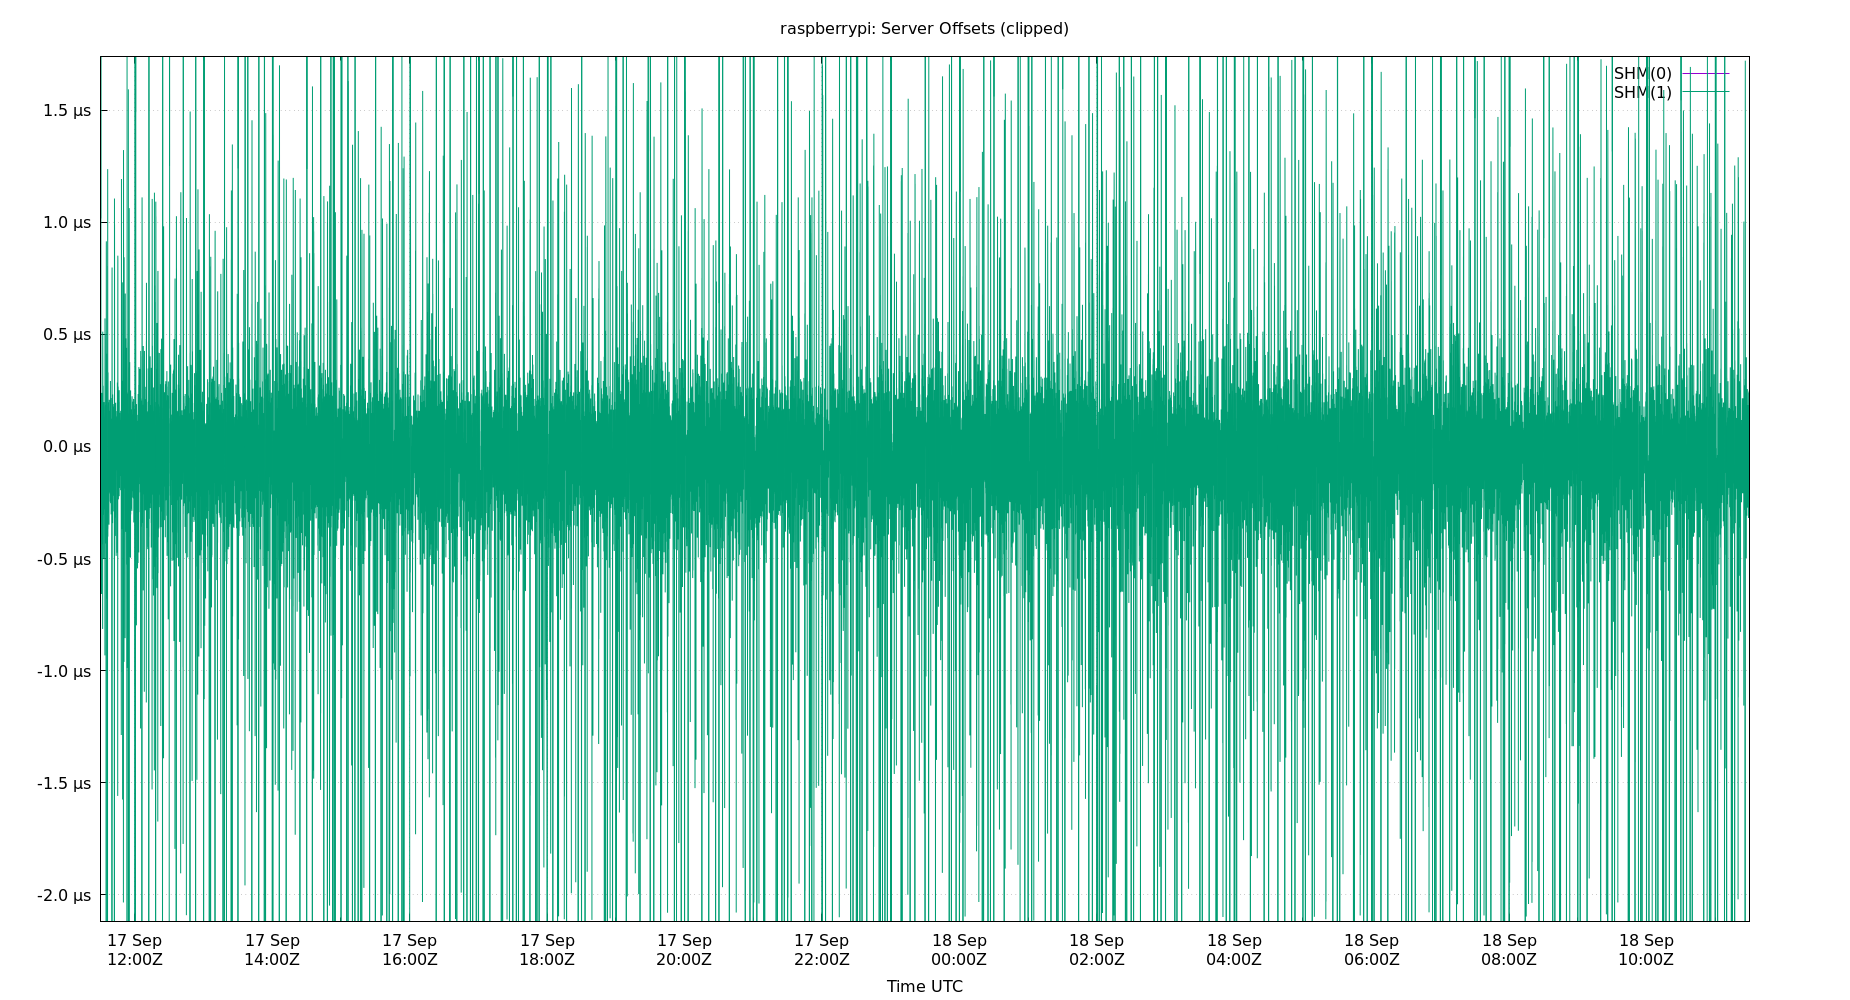 raspberrypi: Server Offsets (clipped)
SHM(0)
SHM(1)
1.5 µs
1.0 µs
0.5 µs
0.0 µs
-0.5 µs
-1.0 µs
-1.5 µs
-2.0 µs
17 Sep 17 Sep 17 Sep 17 Sep 17 Sep 17 Sep 18 Sep 18 Sep 18 Sep 18 Sep 18 Sep 18 Sep
12:00Z 14:00Z 16:00Z 18:00Z 20:00Z 22:00Z 00:00Z 02:00Z 04:00Z 06:00Z 08:00Z 10:00Z
Time UTC